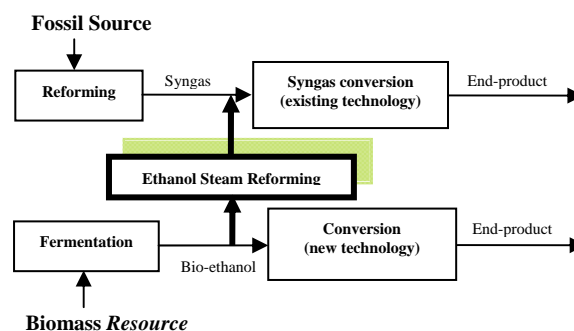 Fossil Source
Reforming
Syngas
Syngas conversion
(existing technology)
End-product
Ethanol Steam Reforming
Fermentation
Bio-ethanol
Conversion
(new technology)
End-product
Biomass Resource